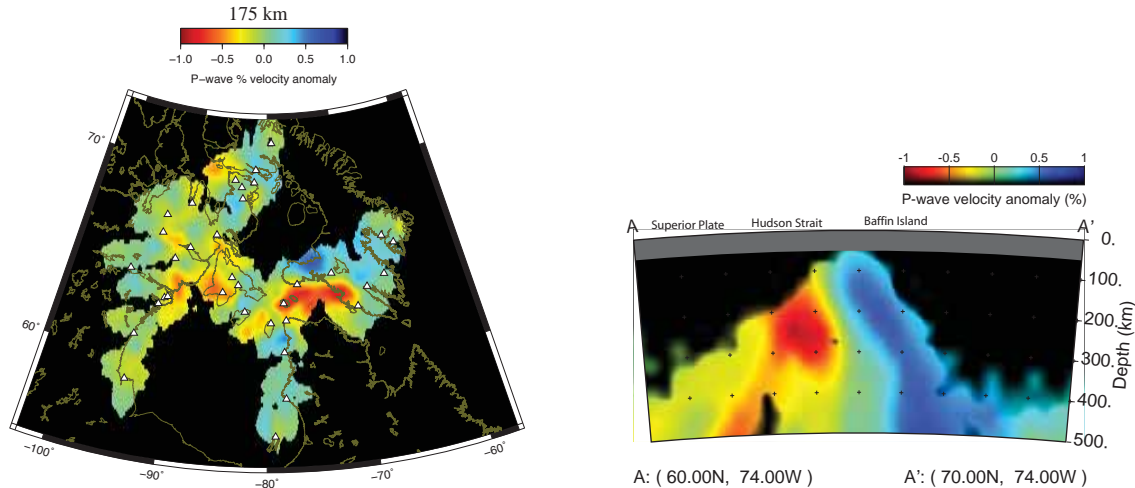 175 km
−1.0 −0.5 0.0 0.5 1.0
P−wave % velocity anomaly
70˚
60˚
−100˚
−90˚
−80˚
−70˚
−60˚
-1 -0.5 0 0.5 1
P-wave velocity anomaly (%)
A Superior Plate Hudson Strait Baffin Island A'
0.
100.
200.
300.
400.
500.
Depth (km)
A: ( 60.00N, 74.00W ) A': ( 70.00N, 74.00W )